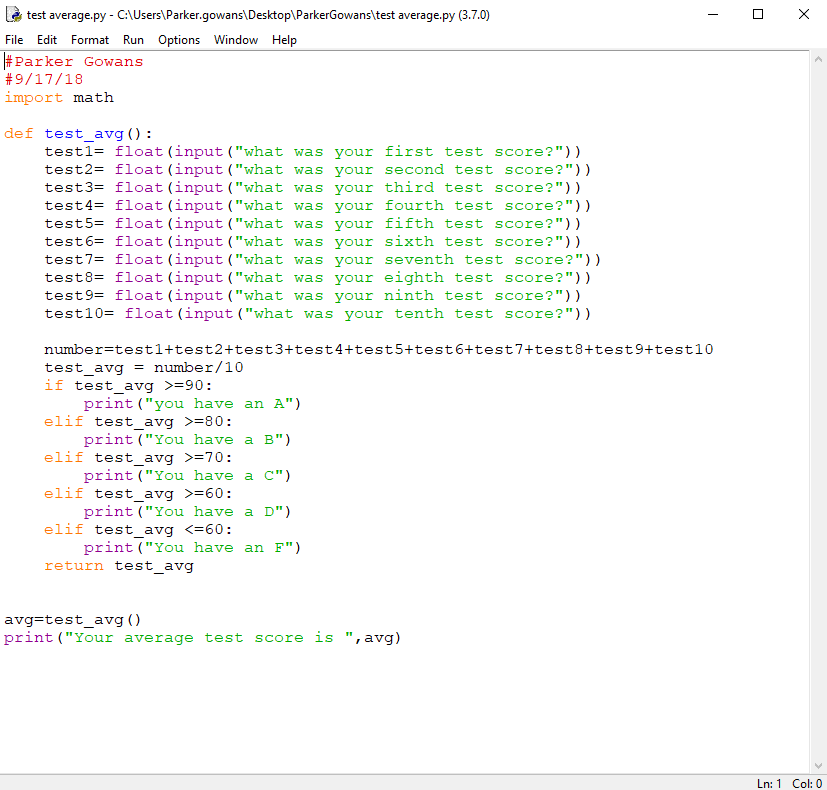 test average.py - C:\Users\Parker.gowans\Desktop\ParkerGowans\test average.py (3.7.0)
File Edit Format Run Options Window Help
#Parker Gowans
#9/17/18
import math

def test_avg():
    test1= float(input("what was your first test score?"))
    test2= float(input("what was your second test score?"))
    test3= float(input("what was your third test score?"))
    test4= float(input("what was your fourth test score?"))
    test5= float(input("what was your fifth test score?"))
    test6= float(input("what was your sixth test score?"))
    test7= float(input("what was your seventh test score?"))
    test8= float(input("what was your eighth test score?"))
    test9= float(input("what was your ninth test score?"))
    test10= float(input("what was your tenth test score?"))

    number=test1+test2+test3+test4+test5+test6+test7+test8+test9+test10
    test_avg = number/10
    if test_avg >=90:
        print("you have an A")
    elif test_avg >=80:
        print("You have a B")
    elif test_avg >=70:
        print("You have a C")
    elif test_avg >=60:
        print("You have a D")
    elif test_avg <=60:
        print("You have an F")
    return test_avg


avg=test_avg()
print("Your average test score is ",avg)
Ln: 1 Col: 0